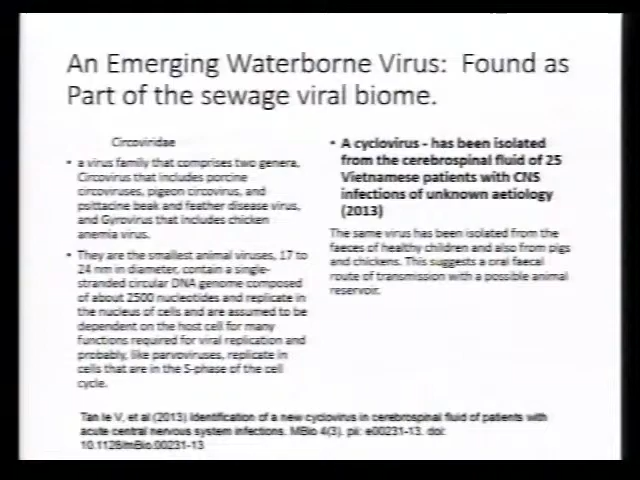 An Emerging Waterborne Virus: Found as
Part of the sewage viral biome.
Circoviridae
• a virus family that comprises two genera,
Circovirus that includes porcine
circoviruses, pigeon circovirus, and
psittacine beak and feather disease virus,
and Gyrovirus that includes chicken
anemia virus.
• They are the smallest animal viruses, 17 to
24 nm in diameter, contain a single-
stranded circular DNA genome composed
of about 2500 nucleotides and replicate in
the nucleus of cells and are assumed to be
dependent on the host cell for many
functions required for viral replication and
probably, like parvoviruses, replicate in
cells that are in the S-phase of the cell
cycle.
• A cyclovirus - has been isolated
from the cerebrospinal fluid of 25
Vietnamese patients with CNS
infections of unknown aetiology
(2013)
The same virus has been isolated from the
faeces of healthy children and also from pigs
and chickens. This suggests a oral faecal
route of transmission with a possible animal
reservoir.
Tan le V, et al (2013) Identification of a new cyclovirus in cerebrospinal fluid of patients with
acute central nervous system infections. MBio 4(3). pii: e00231-13. doi:
10.1128/mBio.00231-13